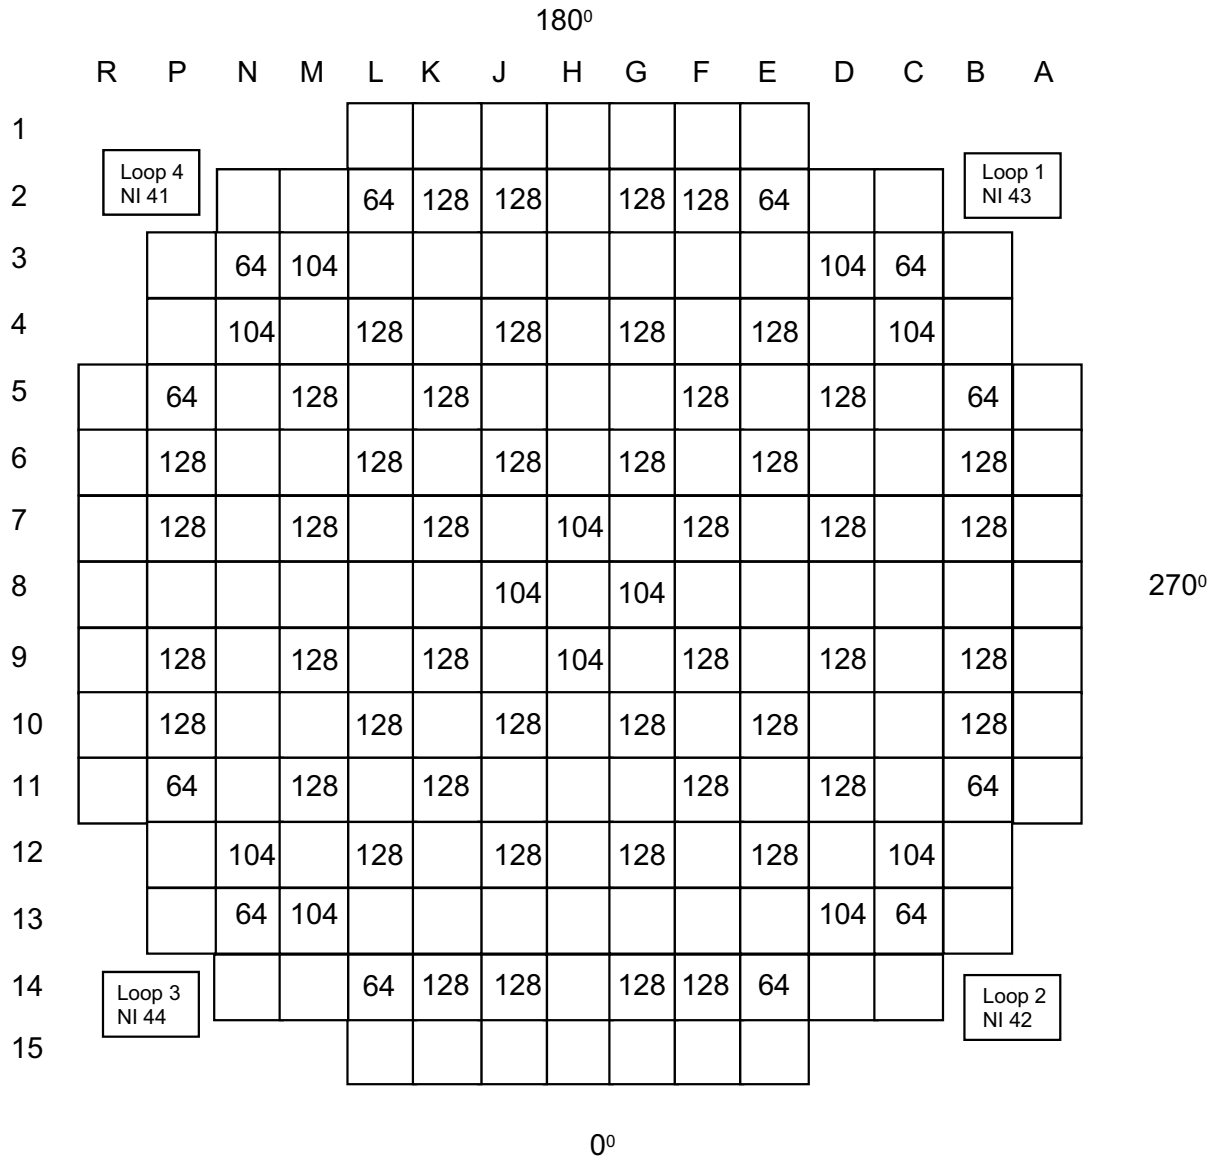 180⁰
R P N M L K J H G F E D C B A
1
Loop 4
NI 41
Loop 1
NI 43
2 64 128 128 128 128 64
3 64 104 104 64
4 104 128 128 128 128 104
5 64 128 128 128 128 64
6 128 128 128 128 128 128
7 128 128 128 104 128 128 128
8 104 104
270⁰
9 128 128 128 104 128 128 128
10 128 128 128 128 128 128
11 64 128 128 128 128 64
12 104 128 128 128 128 104
13 64 104 104 64
Loop 3
NI 44
14 64 128 128 128 128 64
Loop 2
NI 42
15
0⁰